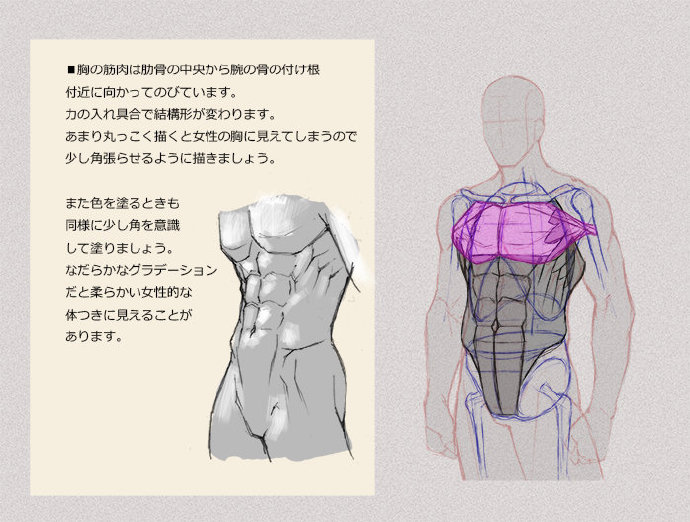 ■胸の筋肉は肋骨の中央から腕の骨の付け根
付近に向かってのびています。
力の入れ具合で結構形が変わります。
あまり丸っこく描くと女性の胸に見えてしまうので
少し角張らせるように描きましょう。
また色を塗るときも
同様に少し角を意識
して塗りましょう。
なだらかなグラデーション
だと柔らかい女性的な
体つきに見えることが
あります。